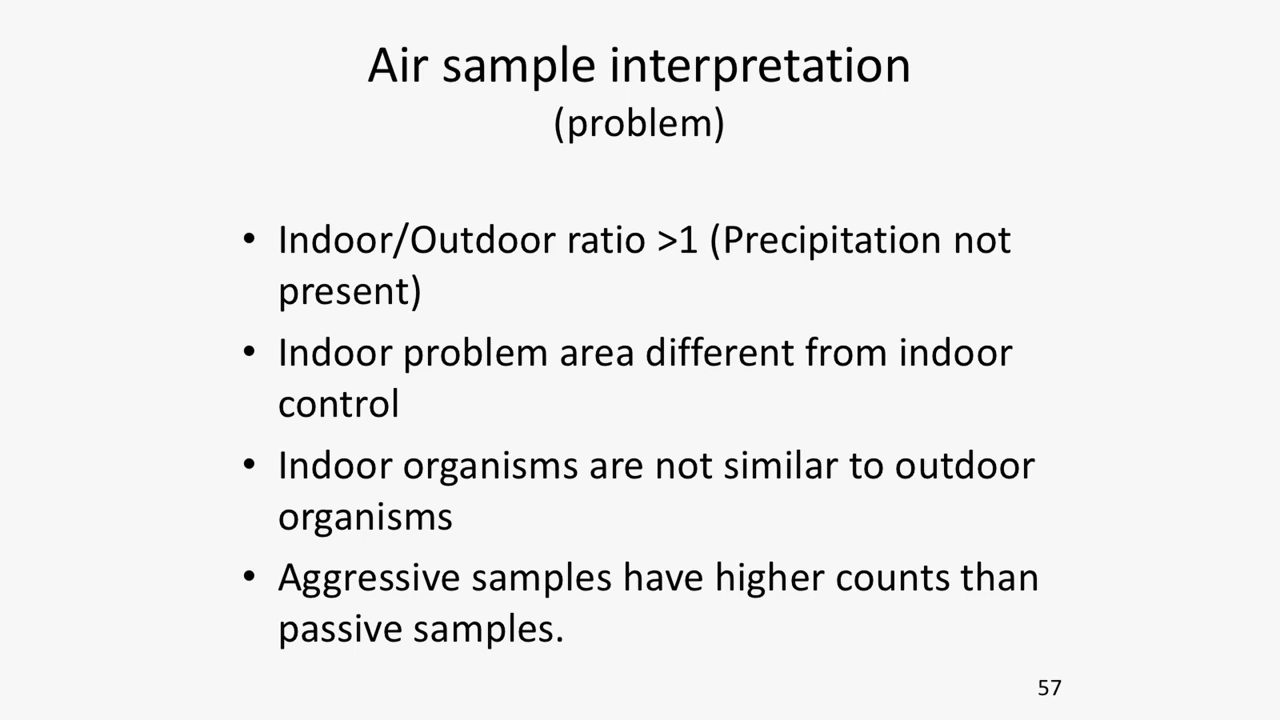 Air sample interpretation
(problem)
• Indoor/Outdoor ratio >1 (Precipitation not
present)
• Indoor problem area different from indoor
control
• Indoor organisms are not similar to outdoor
organisms
• Aggressive samples have higher counts than
passive samples.
57